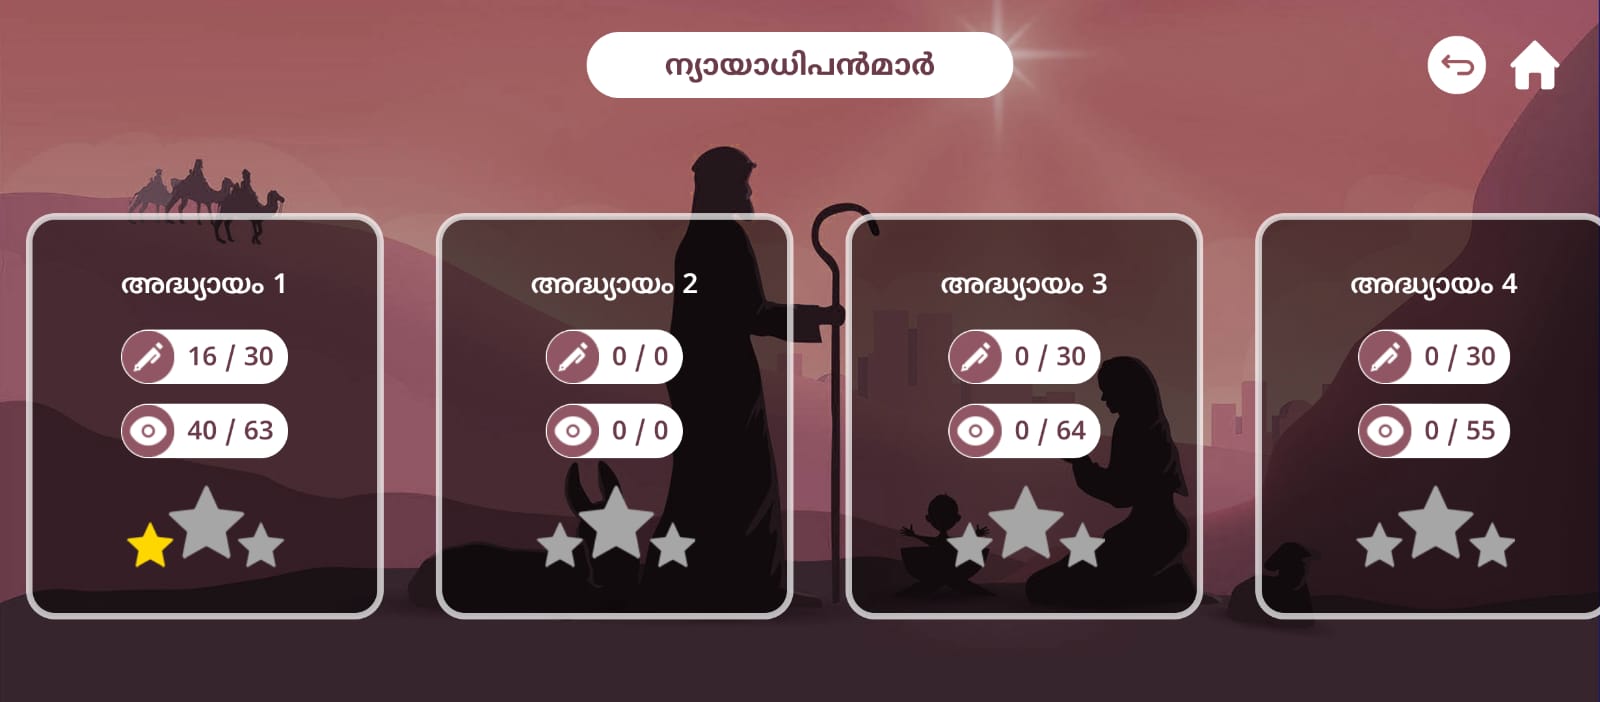 ന്യായാധിപൻമാർ
അദ്ധ്യായം 1
16 / 30
40 / 63
അദ്ധ്യായം 2
0 / 0
0 / 0
അദ്ധ്യായം 3
0 / 30
0 / 64
അദ്ധ്യായം 4
0 / 30
0 / 55